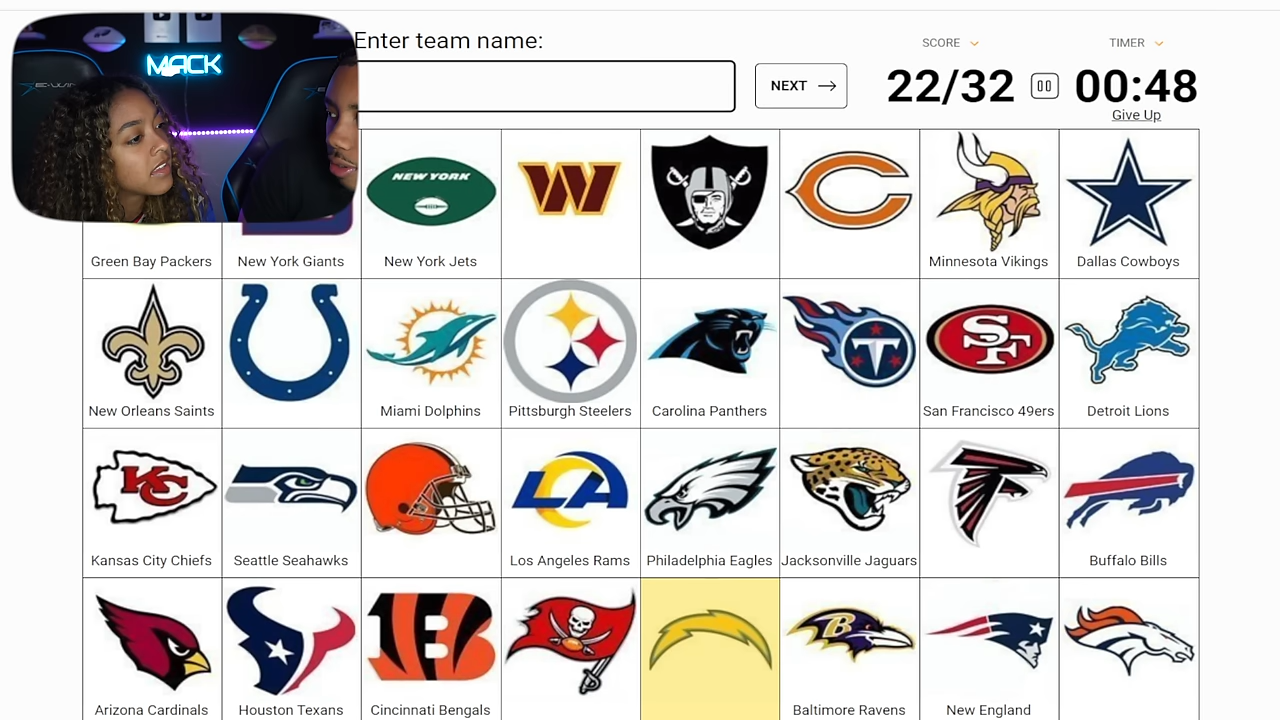 MACK
Enter team name:
NEXT
SCORE
TIMER
22/32
00:48
Give Up
NEW YORK
W
C
Green Bay Packers
New York Giants
New York Jets
Minnesota Vikings
Dallas Cowboys
T
SF
New Orleans Saints
Miami Dolphins
Pittsburgh Steelers
Carolina Panthers
San Francisco 49ers
Detroit Lions
KC
LA
Kansas City Chiefs
Seattle Seahawks
Los Angeles Rams
Philadelphia Eagles
Jacksonville Jaguars
Buffalo Bills
B
B
Arizona Cardinals
Houston Texans
Cincinnati Bengals
Baltimore Ravens
New England